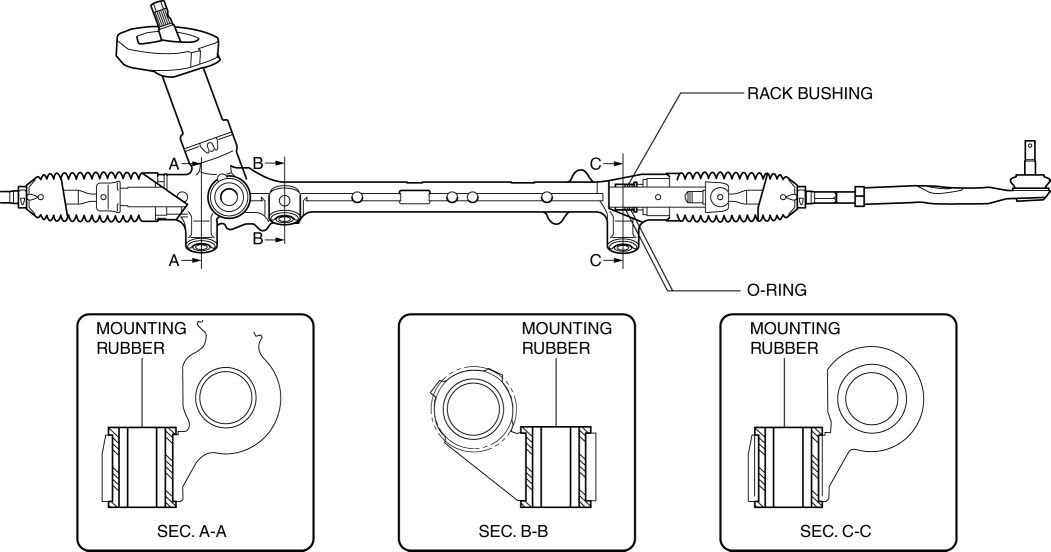 RACK BUSHING
A
B
C
B
A
C
O-RING
MOUNTING
RUBBER
SEC. A-A
MOUNTING
RUBBER
SEC. B-B
MOUNTING
RUBBER
SEC. C-C